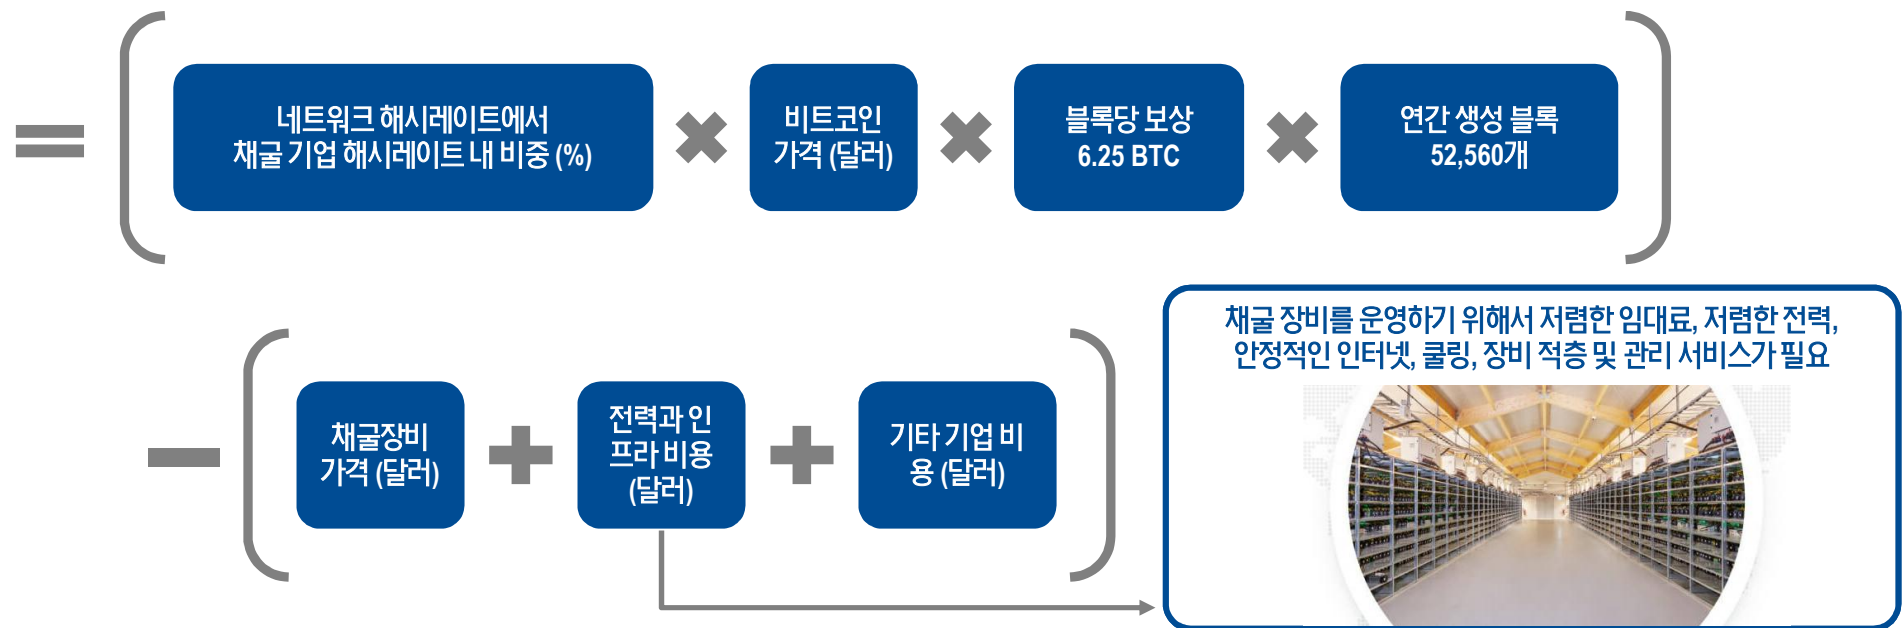 네트워크 해시레이트에서
채굴 기업 해시레이트 내 비중 (%)
비트코인
가격 (달러)
블록당 보상
6.25 BTC
연간 생성 블록
52,560개
채굴장비
가격 (달러)
전력과 인
프라 비용
(달러)
기타 기업 비
용 (달러)
채굴 장비를 운영하기 위해서 저렴한 임대료, 저렴한 전력,
안정적인 인터넷, 쿨링, 장비 적층 및 관리 서비스가 필요